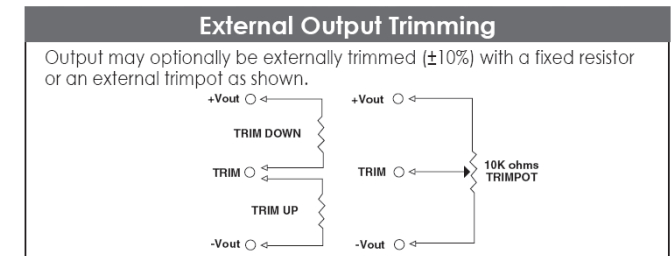 External Output Trimming
Output may optionally be externally trimmed (±10%) with a fixed resistor
or an external trimpot as shown.
+Vout
TRIM DOWN
TRIM
TRIM UP
-Vout
+Vout
TRIM
10K ohms
TRIMPOT
-Vout